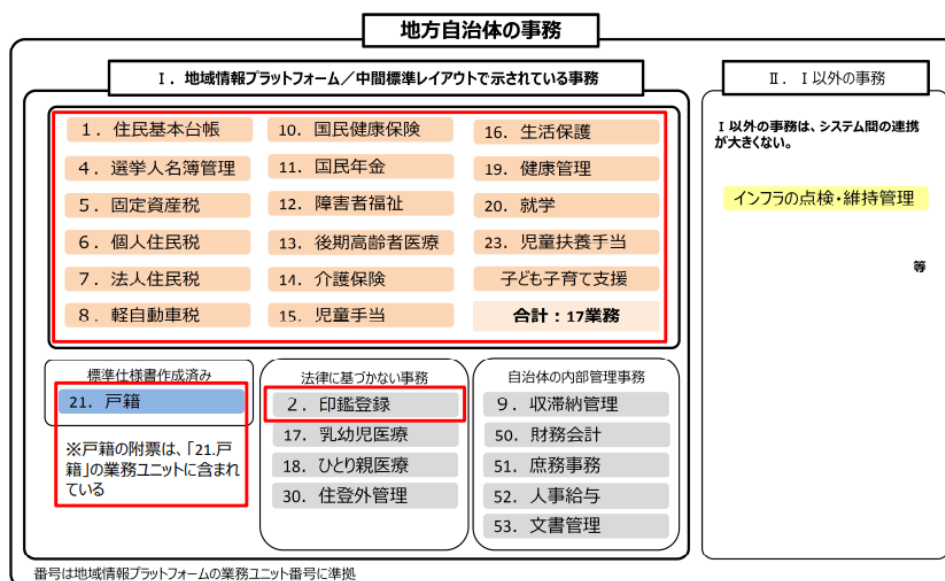 地方自治体の事務
Ⅰ．地域情報プラットフォーム／中間標準レイアウトで示されている事務
1．住民基本台帳
4．選挙人名簿管理
5．固定資産税
6．個人住民税
7．法人住民税
8．軽自動車税
10．国民健康保険
11．国民年金
12．障害者福祉
13．後期高齢者医療
14．介護保険
15．児童手当
16．生活保護
19．健康管理
20．就学
23．児童扶養手当
子ども子育て支援
合計：17業務
標準仕様書作成済み
21．戸籍
※戸籍の附票は、「21.戸
籍」の業務ユニットに含まれ
ている
法律に基づかない事務
2．印鑑登録
17．乳幼児医療
18．ひとり親医療
30．住登外管理
自治体の内部管理事務
9．収滞納管理
50．財務会計
51．庶務事務
52．人事給与
53．文書管理
Ⅱ．Ⅰ以外の事務
Ⅰ以外の事務は、システム間の連携
が大きくない。
インフラの点検・維持管理
等
番号は地域情報プラットフォームの業務ユニット番号に準拠